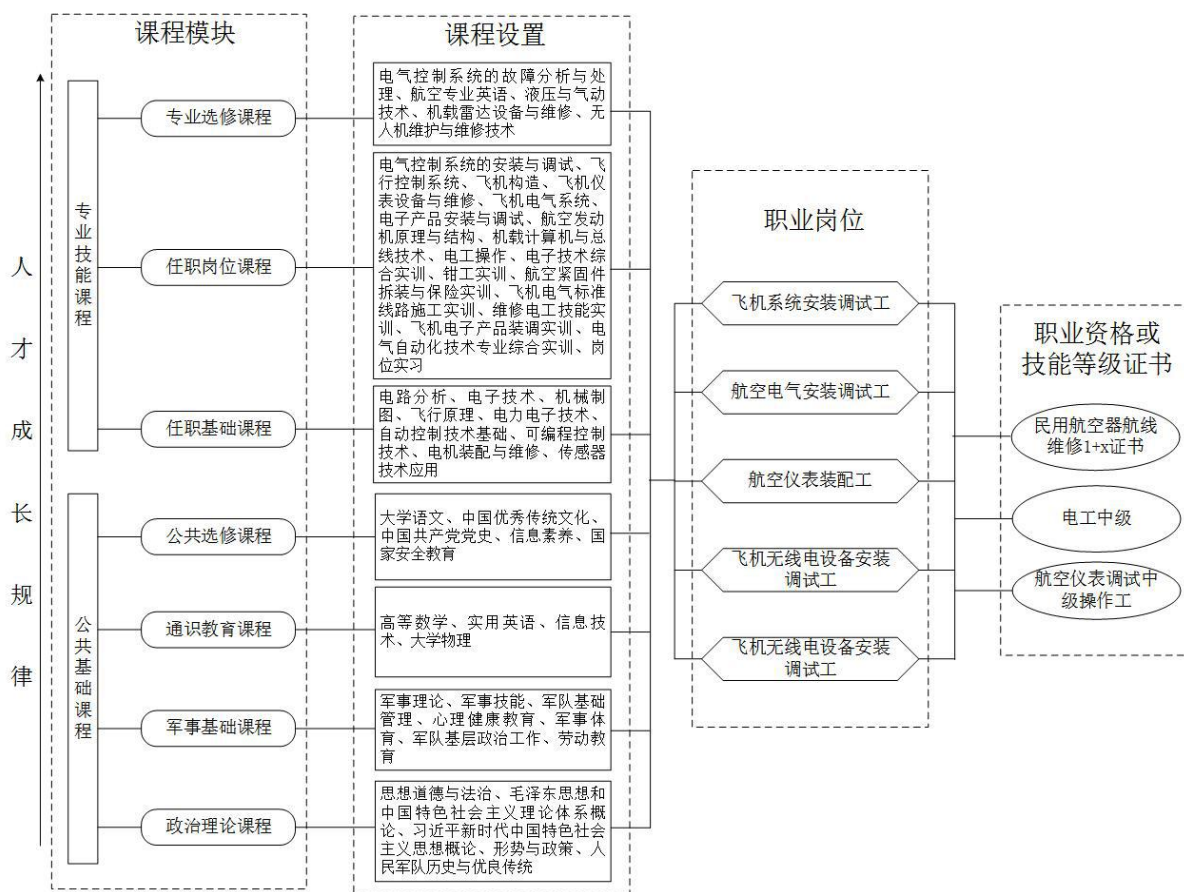 课程模块
课程设置
人才成长规律
专业技能课程
专业选修课程
电气控制系统的故障分析与处
理、航空专业英语、液压与气动
技术、机载雷达设备与维修、无
人机维护与维修技术
任职岗位课程
电气控制系统的安装与调试、飞
行控制系统、飞机构造、飞机仪
表设备与维修、飞机电气系统、
电子产品安装与调试、航空发动
机原理与结构、机载计算机与总
线技术、电工操作、电子技术综
合实训、钳工实训、航空紧固件
拆装与保险实训、飞机电气标准
线路施工实训、维修电工技能实
训、飞机电子产品装调实训、电
气自动化技术专业综合实训、岗
位实习
任职基础课程
电路分析、电子技术、机械制
图、飞行原理、电力电子技术、
自动控制技术基础、可编程控制
技术、电机装配与维修、传感器
技术应用
公共基础课程
公共选修课程
大学语文、中国优秀传统文化、
中国共产党党史、信息素养、国
家安全教育
通识教育课程
高等数学、实用英语、信息技
术、大学物理
军事基础课程
军事理论、军事技能、军队基础
管理、心理健康教育、军事体
育、军队基层政治工作、劳动教
育
政治理论课程
思想道德与法治、毛泽东思想和
中国特色社会主义理论体系概
论、习近平新时代中国特色社会
主义思想概论、形势与政策、人
民军队历史与优良传统
职业岗位
飞机系统安装调试工
航空电气安装调试工
航空仪表装配工
飞机无线电设备安装
调试工
飞机无线电设备安装
调试工
职业资格或
技能等级证书
民用航空器航线
维修1+x证书
电工中级
航空仪表调试中
级操作工